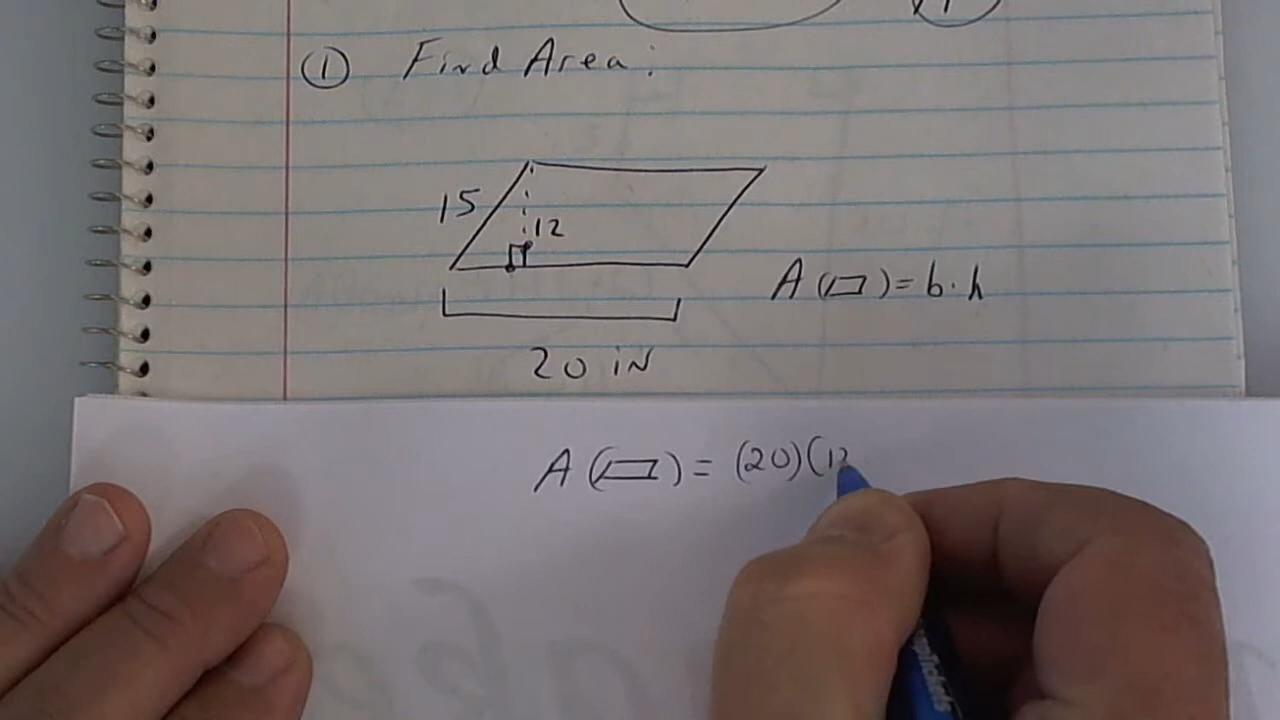 ① Find Area:
15
12
A(▱)= b·h
20 in
A(▱) = (20)(12